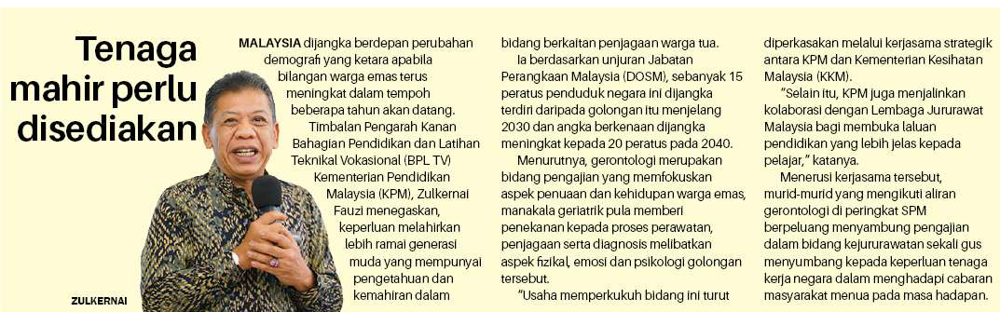 Tenaga
mahir perlu
disediakan
MALAYSIA dijangka berdepan perubahan
demografi yang ketara apabila
bilangan warga emas terus
meningkat dalam tempoh
beberapa tahun akan datang.
Timbalan Pengarah Kanan
Bahagian Pendidikan dan Latihan
Teknikal Vokasional (BPL TV)
Kementerian Pendidikan
Malaysia (KPM), Zulkernai
Fauzi menegaskan,
keperluan melahirkan
lebih ramai generasi
muda yang mempunyai
pengetahuan dan
kemahiran dalam
bidang berkaitan penjagaan warga tua.
Ia berdasarkan unjuran Jabatan
Perangkaan Malaysia (DOSM), sebanyak 15
peratus penduduk negara ini dijangka
terdiri daripada golongan itu menjelang
2030 dan angka berkenaan dijangka
meningkat kepada 20 peratus pada 2040.
Menurutnya, gerontologi merupakan
bidang pengajian yang memfokuskan
aspek penuaan dan kehidupan warga emas,
manakala geriatrik pula memberi
penekanan kepada proses perawatan,
penjagaan serta diagnosis melibatkan
aspek fizikal, emosi dan psikologi golongan
tersebut.
“Usaha memperkukuh bidang ini turut
diperkasakan melalui kerjasama strategik
antara KPM dan Kementerian Kesihatan
Malaysia (KKM).
“Selain itu, KPM juga menjalinkan
kolaborasi dengan Lembaga Jururawat
Malaysia bagi membuka laluan
pendidikan yang lebih jelas kepada
pelajar,” katanya.
Menerusi kerjasama tersebut,
murid-murid yang mengikuti aliran
gerontologi di peringkat SPM
berpeluang menyambung pengajian
dalam bidang kejururawatan sekali gus
menyumbang kepada keperluan tenaga
kerja negara dalam menghadapi cabaran
masyarakat menua pada masa hadapan.
ZULKERNAI